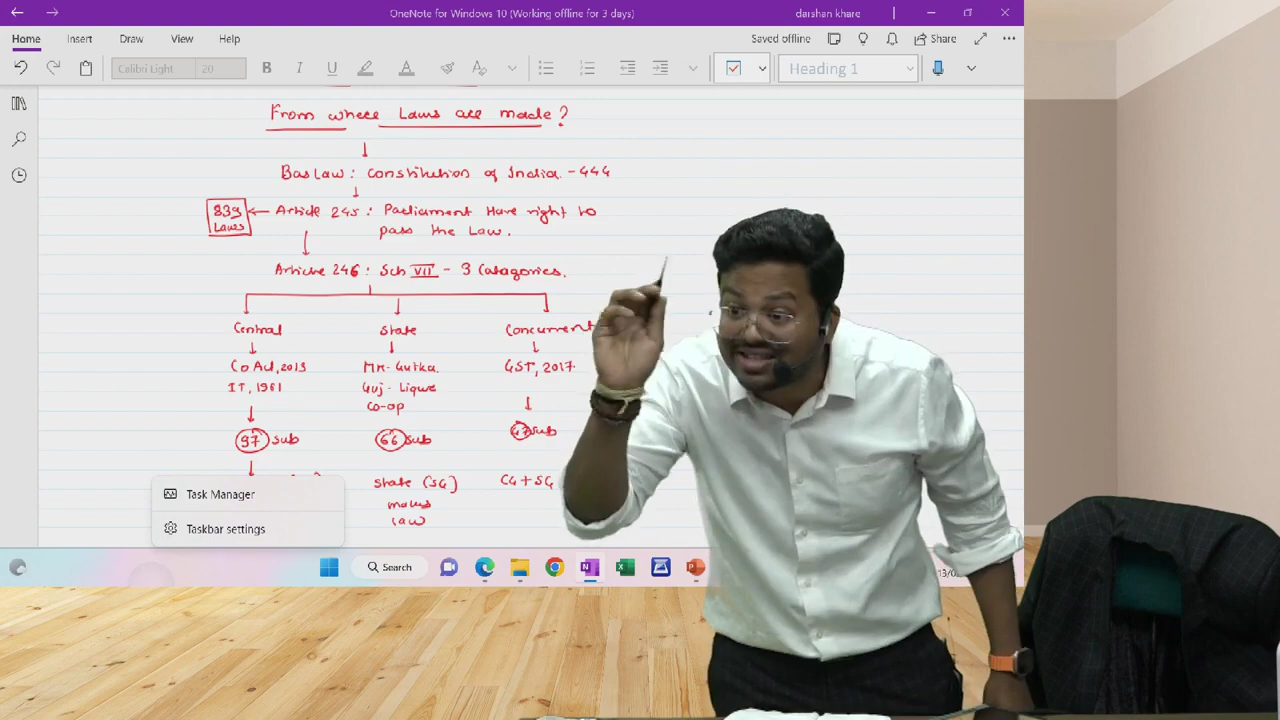 OneNote for Windows 10 (Working offline for 3 days)
darshan khare
Home Insert Draw View Help
Saved offline
Share
Calibri Light 20
B I U
Heading 1
From where Laws are made?
Bas Law : Constitution of India. - 444
839 Laws ← Article 245 : Parliament Have right to
pass the Law.
Article 246 : Sch VII - 3 Catagories.
Central State Concurrent
Co Act, 2013 MH- Gutka. GST, 2017.
IT, 1961 Guj - Liquor
Co-op
97 sub 66 sub 47 sub
state (SG) CG + SG
makes
law
Task Manager
Taskbar settings
Search